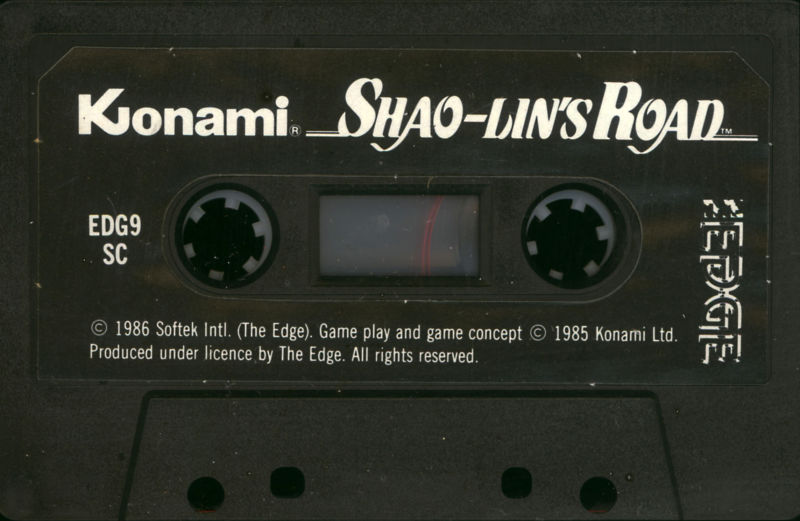 Konami® SHAO-LIN'S ROAD™
EDG9
SC
THE EDGE
© 1986 Softek Intl. (The Edge). Game play and game concept © 1985 Konami Ltd.
Produced under licence by The Edge. All rights reserved.